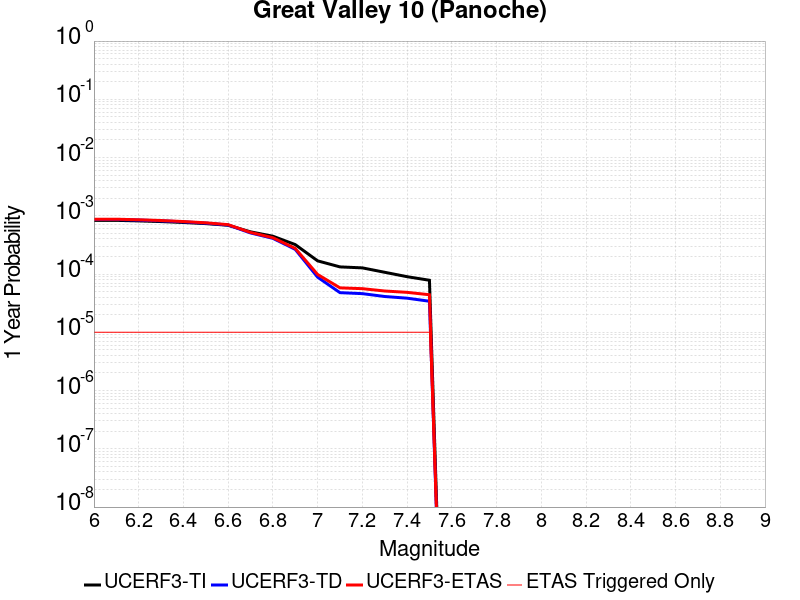 Great Valley 10 (Panoche)
10^0
10^-1
10^-2
10^-3
10^-4
10^-5
10^-6
10^-7
10^-8
1 Year Probability
6 6.2 6.4 6.6 6.8 7 7.2 7.4 7.6 7.8 8 8.2 8.4 8.6 8.8 9
Magnitude
UCERF3-TI UCERF3-TD UCERF3-ETAS ETAS Triggered Only